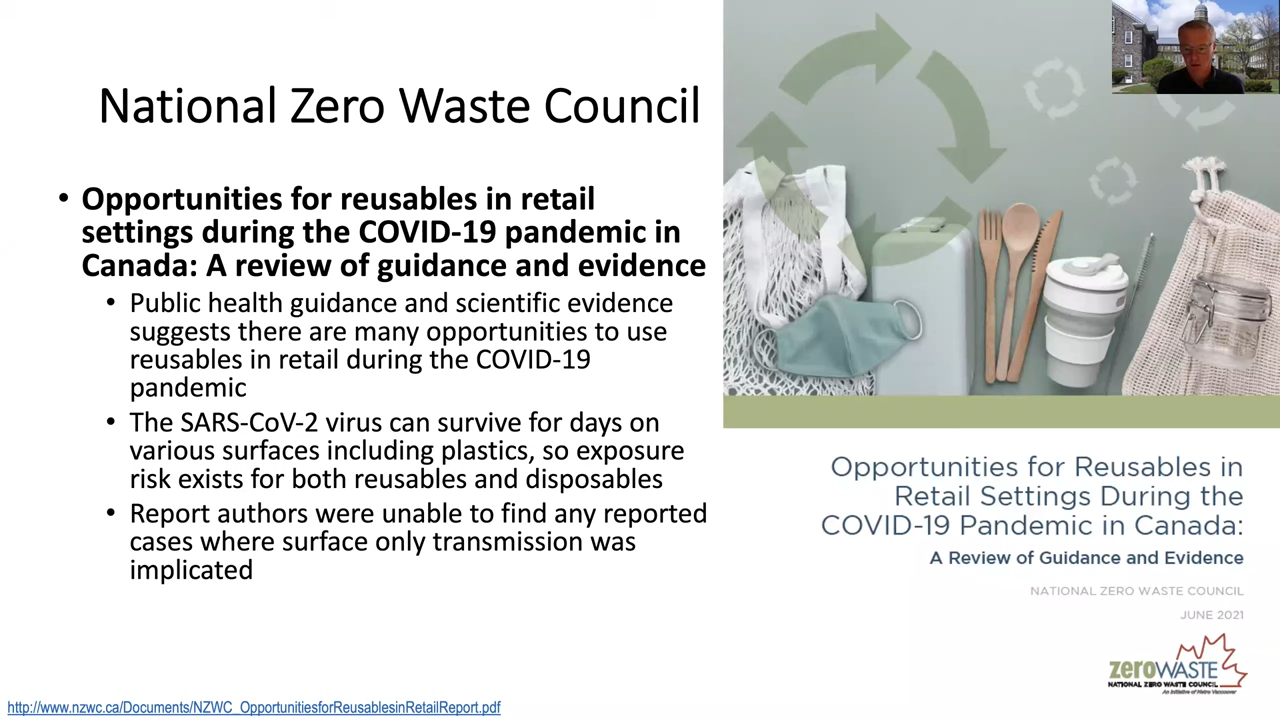 National Zero Waste Council
• Opportunities for reusables in retail
settings during the COVID-19 pandemic in
Canada: A review of guidance and evidence
• Public health guidance and scientific evidence
suggests there are many opportunities to use
reusables in retail during the COVID-19
pandemic
• The SARS-CoV-2 virus can survive for days on
various surfaces including plastics, so exposure
risk exists for both reusables and disposables
• Report authors were unable to find any reported
cases where surface only transmission was
implicated
http://www.nzwc.ca/Documents/NZWC_OpportunitiesforReusablesinRetailReport.pdf
Opportunities for Reusables in
Retail Settings During the
COVID-19 Pandemic in Canada:
A Review of Guidance and Evidence
NATIONAL ZERO WASTE COUNCIL
JUNE 2021
zeroWASTE
NATIONAL ZERO WASTE COUNCIL
An Initiative of Metro Vancouver